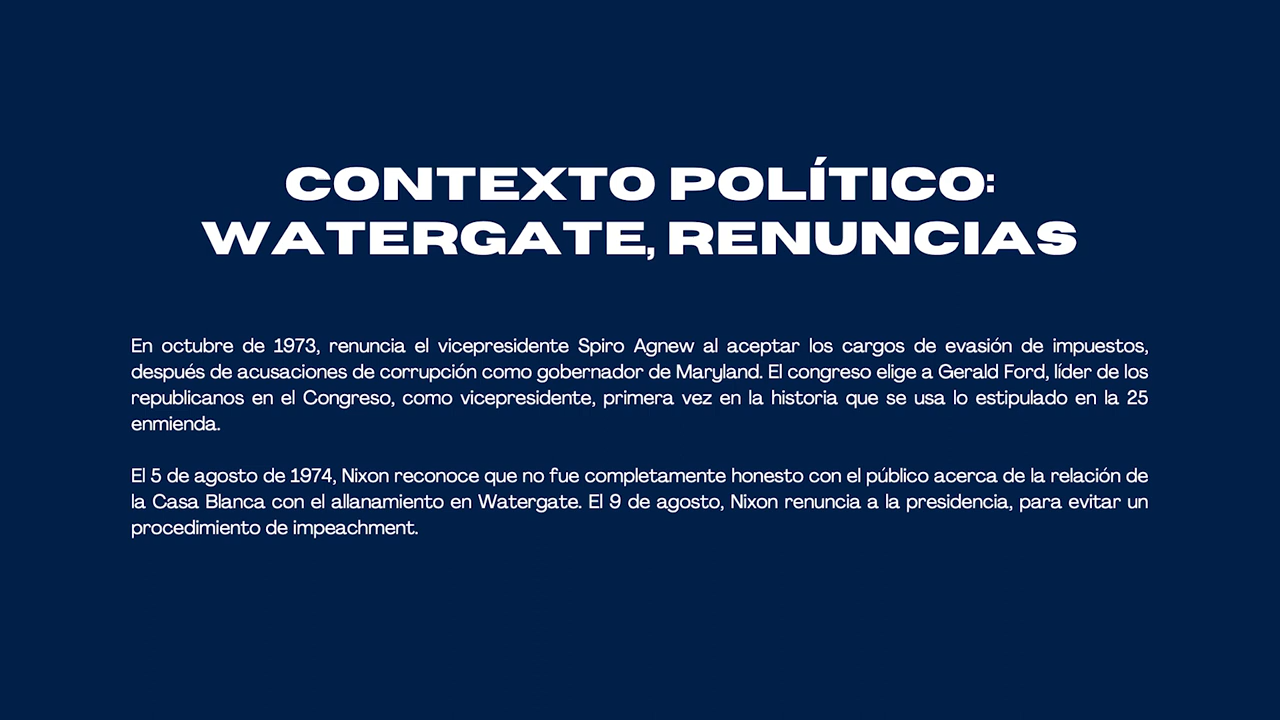 CONTEXTO POLÍTICO:
WATERGATE, RENUNCIAS
En octubre de 1973, renuncia el vicepresidente Spiro Agnew al aceptar los cargos de evasión de impuestos,
después de acusaciones de corrupción como gobernador de Maryland. El congreso elige a Gerald Ford, líder de los
republicanos en el Congreso, como vicepresidente, primera vez en la historia que se usa lo estipulado en la 25
enmienda.
El 5 de agosto de 1974, Nixon reconoce que no fue completamente honesto con el público acerca de la relación de
la Casa Blanca con el allanamiento en Watergate. El 9 de agosto, Nixon renuncia a la presidencia, para evitar un
procedimiento de impeachment.